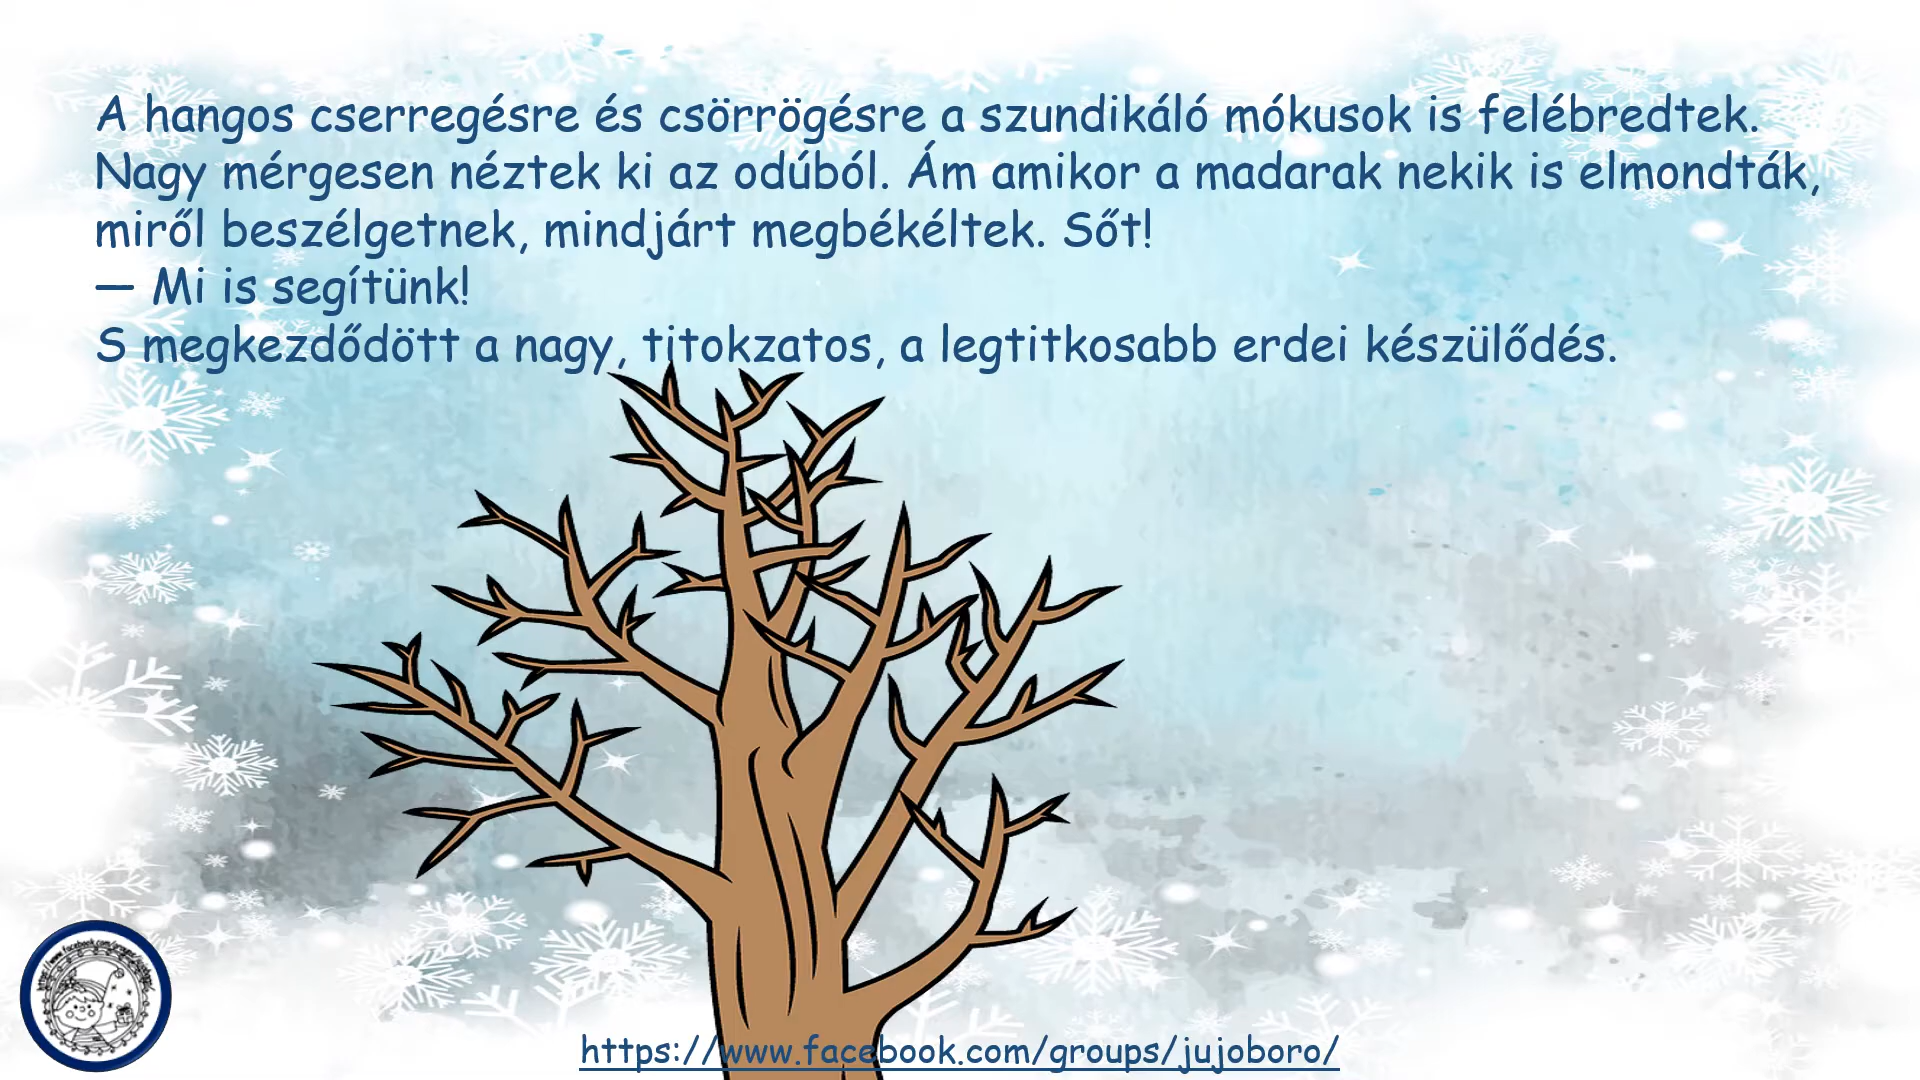 A hangos cserregésre és csörrögésre a szundikáló mókusok is felébredtek.
Nagy mérgesen néztek ki az odúból. Ám amikor a madarak nekik is elmondták,
miről beszélgetnek, mindjárt megbékéltek. Sőt!
— Mi is segítünk!
S megkezdődött a nagy, titokzatos, a legtitkosabb erdei készülődés.
https://www.facebook.com/groups/jujoboro/